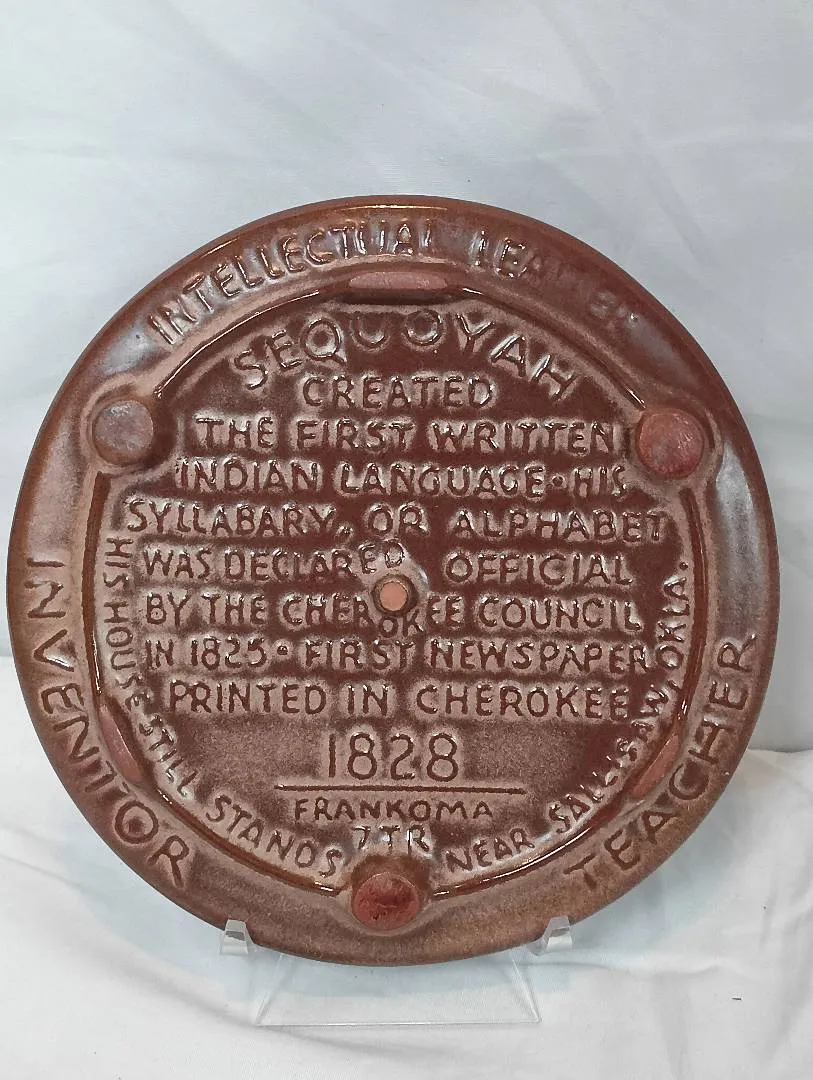 INTELLECTUAL LEADER
SEQUOYAH
CREATED
THE FIRST WRITTEN
INDIAN LANGUAGE • HIS
SYLLABARY, OR ALPHABET
WAS DECLARED OFFICIAL
BY THE CHEROKEE COUNCIL
IN 1825 • FIRST NEWSPAPER
PRINTED IN CHEROKEE
1828
FRANKOMA
7TR
HIS HOUSE STILL STANDS NEAR SALLISAW, OKLA.
INVENTOR
TEACHER